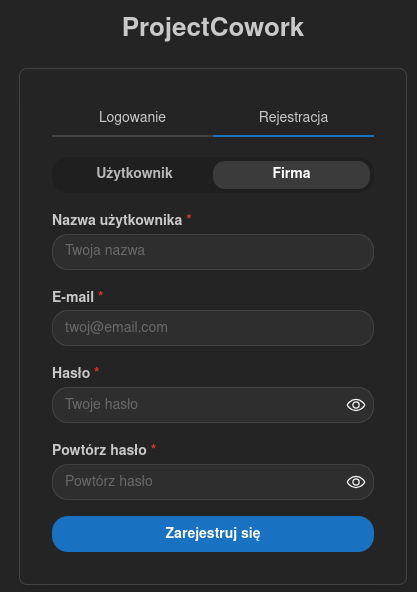 ProjectCowork
Logowanie Rejestracja
Użytkownik Firma
Nazwa użytkownika *
Twoja nazwa
E-mail *
twoj@email.com
Hasło *
Twoje hasło
Powtórz hasło *
Powtórz hasło
Zarejestruj się